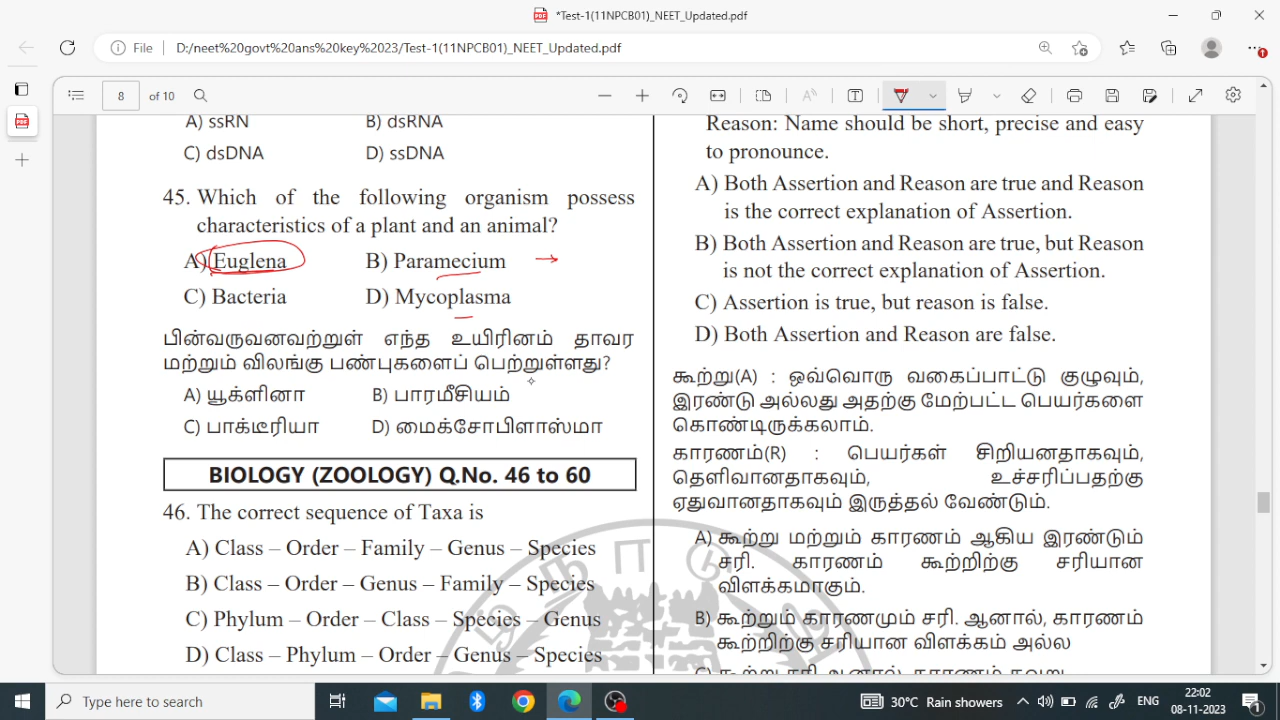 *Test-1(11NPCB01)_NEET_Updated.pdf
File
D:/neet%20govt%20ans%20key%2023/Test-1(11NPCB01)_NEET_Updated.pdf
8 of 10
A) ssRN B) dsRNA
C) dsDNA D) ssDNA
45. Which of the following organism possess
characteristics of a plant and an animal?
A) Euglena B) Paramecium
C) Bacteria D) Mycoplasma
பின்வருவனவற்றுள் எந்த உயிரினம் தாவர
மற்றும் விலங்கு பண்புகளைப் பெற்றுள்ளது?
A) யூக்ளினா B) பாரமீசியம்
C) பாக்டீரியா D) மைக்சோபிளாஸ்மா
BIOLOGY (ZOOLOGY) Q.No. 46 to 60
46. The correct sequence of Taxa is
A) Class – Order – Family – Genus – Species
B) Class – Order – Genus – Family – Species
C) Phylum – Order – Class – Species – Genus
D) Class – Phylum – Order – Genus – Species
Reason: Name should be short, precise and easy
to pronounce.
A) Both Assertion and Reason are true and Reason
is the correct explanation of Assertion.
B) Both Assertion and Reason are true, but Reason
is not the correct explanation of Assertion.
C) Assertion is true, but reason is false.
D) Both Assertion and Reason are false.
கூற்று(A) : ஒவ்வொரு வகைப்பாட்டு குழுவும்,
இரண்டு அல்லது அதற்கு மேற்பட்ட பெயர்களை
கொண்டிருக்கலாம்.
காரணம்(R) : பெயர்கள் சிறியனதாகவும்,
தெளிவானதாகவும், உச்சரிப்பதற்கு
ஏதுவானதாகவும் இருத்தல் வேண்டும்.
A) கூற்று மற்றும் காரணம் ஆகிய இரண்டும்
சரி. காரணம் கூற்றிற்கு சரியான
விளக்கமாகும்.
B) கூற்றும் காரணமும் சரி. ஆனால், காரணம்
கூற்றிற்கு சரியான விளக்கம் அல்ல
Type here to search
30°C Rain showers
ENG
22:02
08-11-2023